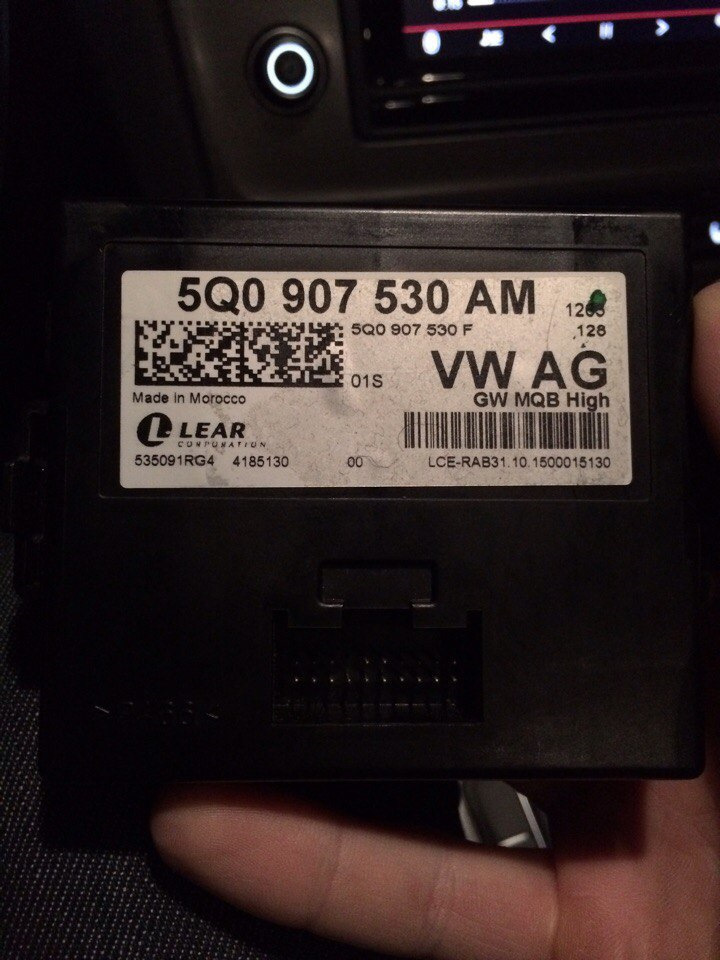 5Q0 907 530 AM
5Q0 907 530 F
128
01S
VW AG
GW MQB High
Made in Morocco
LEAR
CORPORATION
535091RG4 4185130 00 LCE-RAB31.10.1500015130